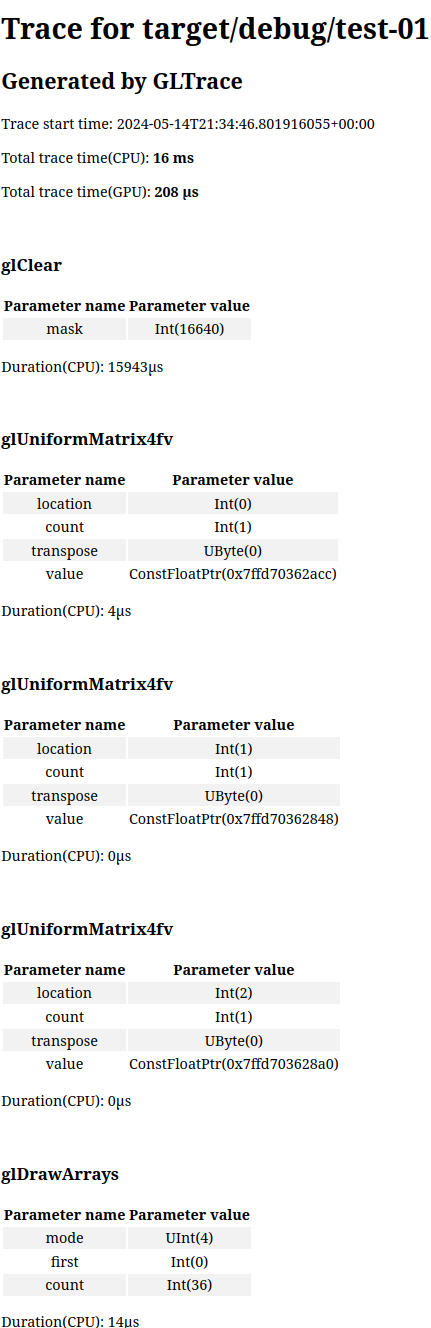 Trace for target/debug/test-01
Generated by GLTrace
Trace start time: 2024-05-14T21:34:46.801916055+00:00
Total trace time(CPU): 16 ms
Total trace time(GPU): 208 µs
glClear
Parameter name Parameter value
mask Int(16640)
Duration(CPU): 15943µs
glUniformMatrix4fv
Parameter name Parameter value
location Int(0)
count Int(1)
transpose UByte(0)
value ConstFloatPtr(0x7ffd70362acc)
Duration(CPU): 4µs
glUniformMatrix4fv
Parameter name Parameter value
location Int(1)
count Int(1)
transpose UByte(0)
value ConstFloatPtr(0x7ffd70362848)
Duration(CPU): 0µs
glUniformMatrix4fv
Parameter name Parameter value
location Int(2)
count Int(1)
transpose UByte(0)
value ConstFloatPtr(0x7ffd703628a0)
Duration(CPU): 0µs
glDrawArrays
Parameter name Parameter value
mode UInt(4)
first Int(0)
count Int(36)
Duration(CPU): 14µs